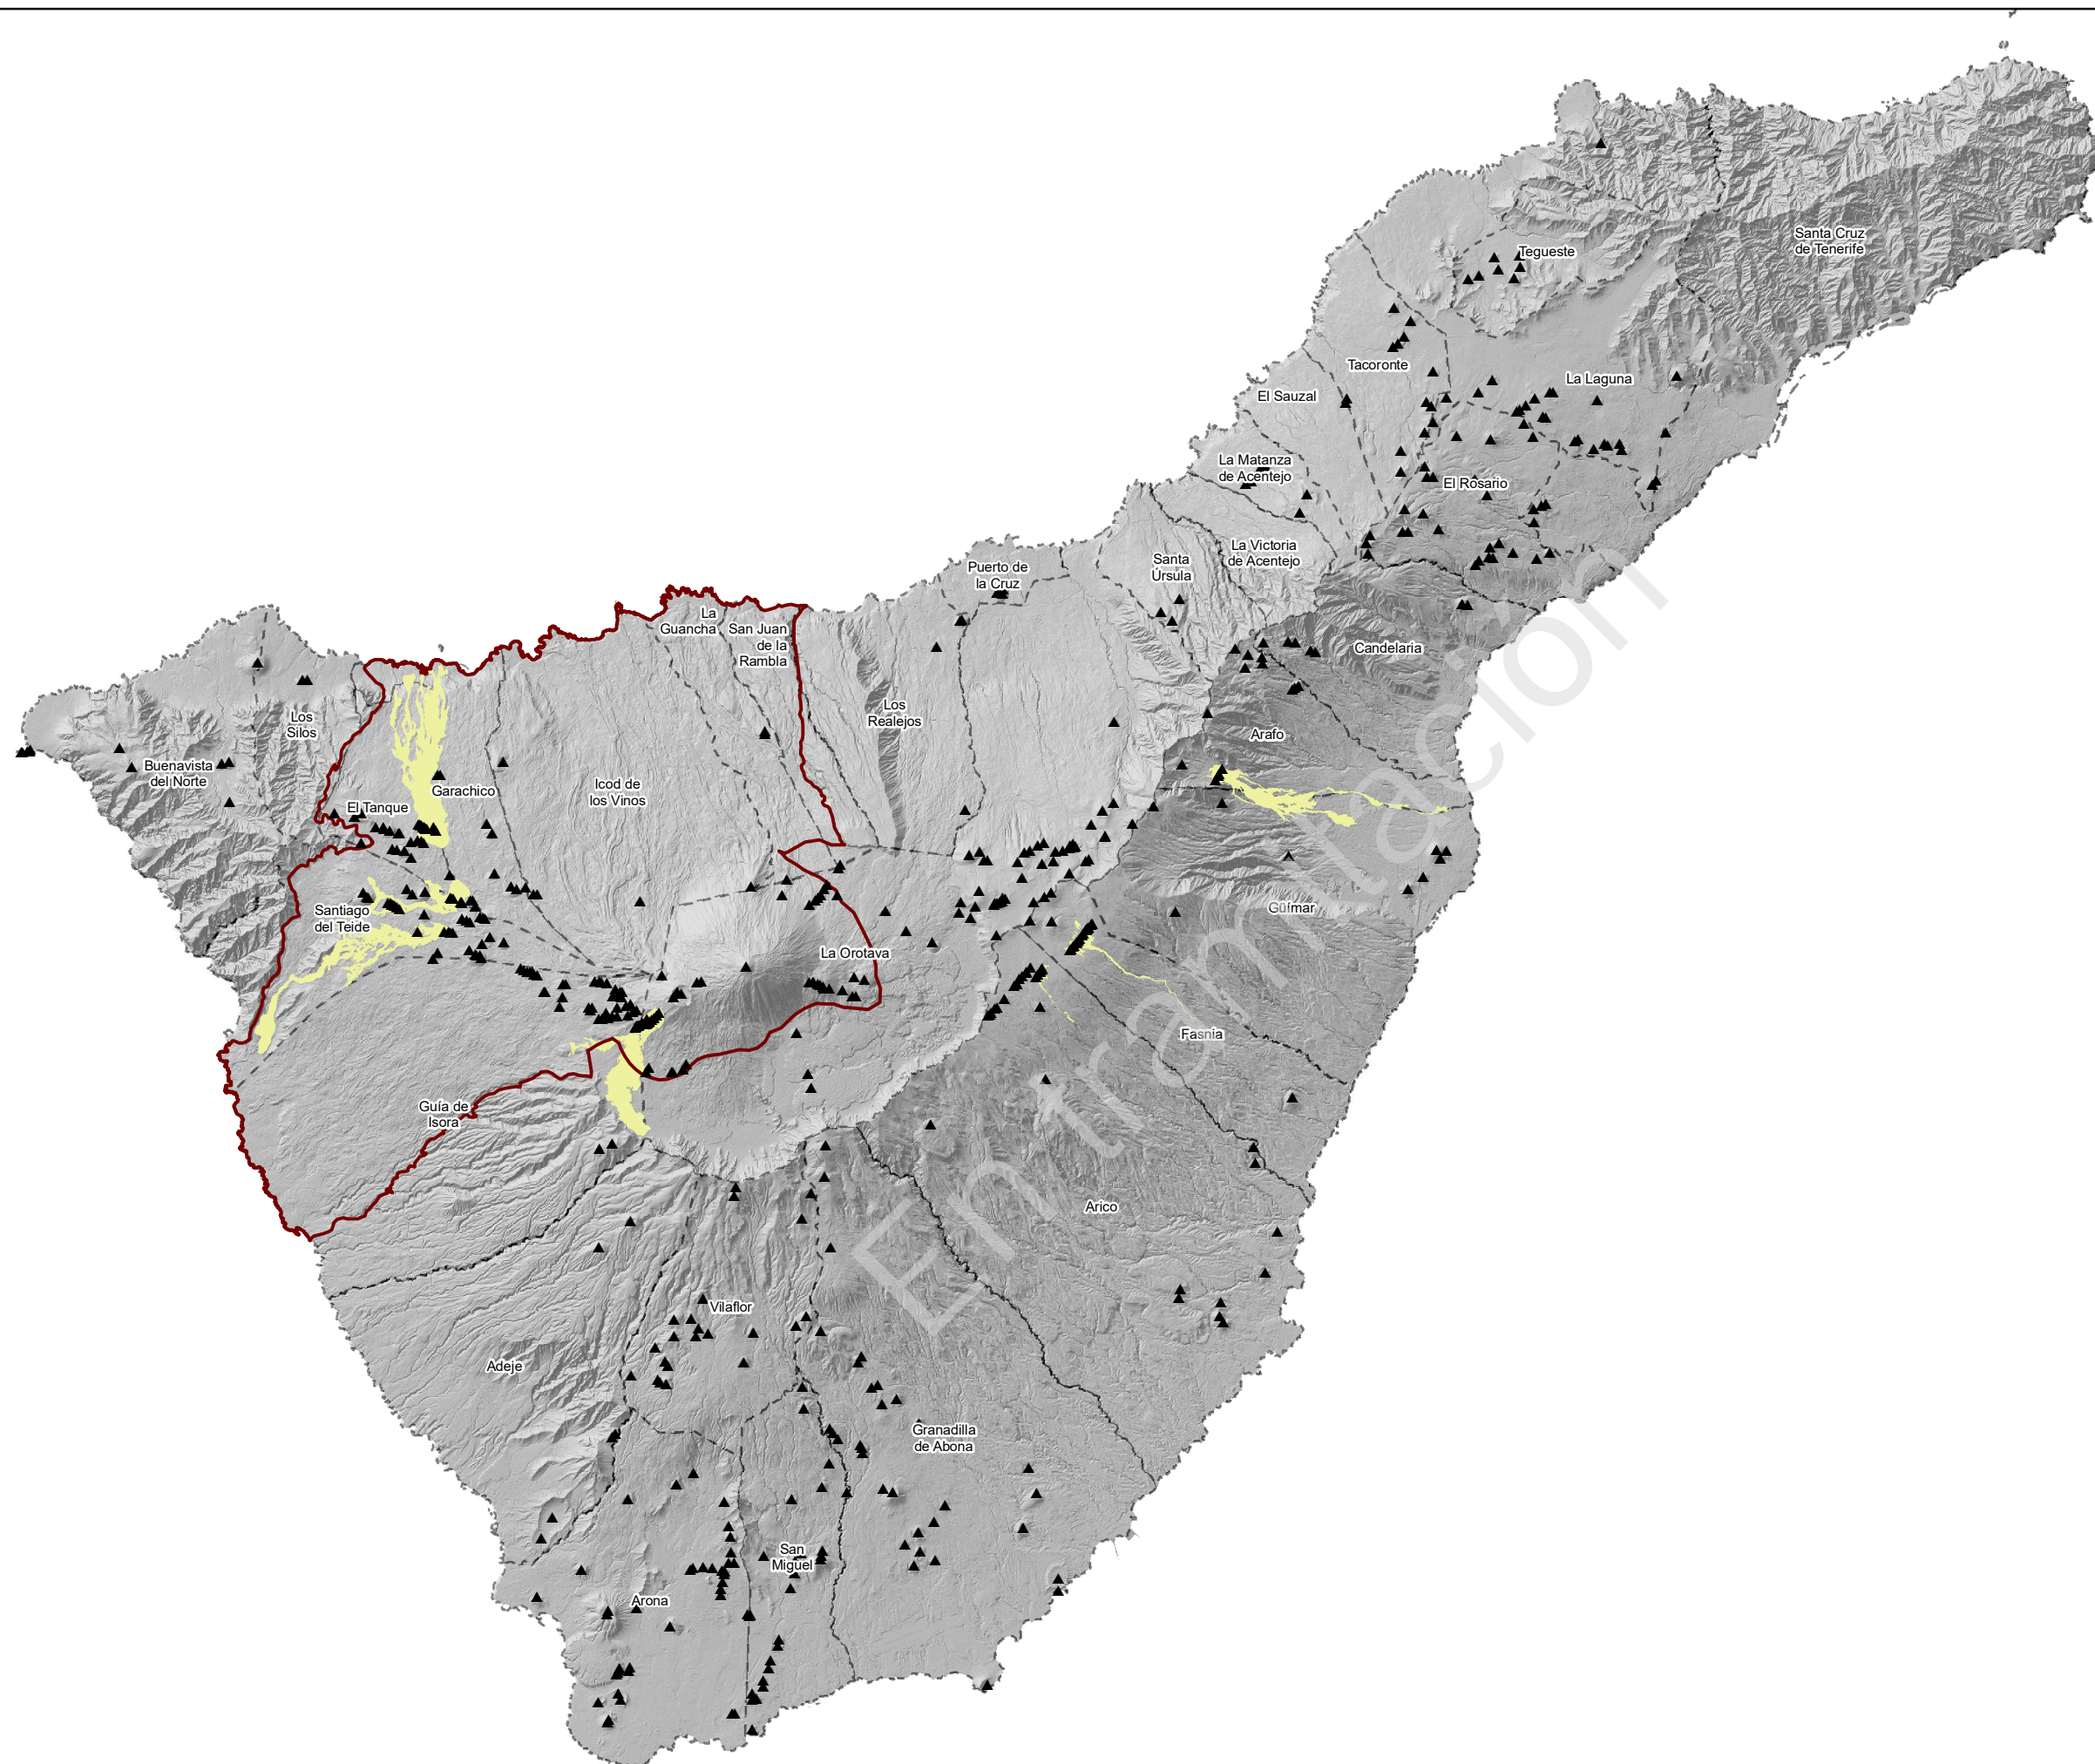 Santa Cruz
de Tenerife
Tegueste
Tacoronte
La Laguna
El Sauzal
La Matanza
de Acentejo
El Rosario
La Victoria
de Acentejo
Santa
Úrsula
Puerto de
la Cruz
La
Guancha
San Juan
de la
Rambla
Candelaria
Los
Realejos
Los
Silos
Arafo
Buenavista
del Norte
Garachico
Icod de
los Vinos
El Tanque
Santiago
del Teide
Güímar
La Orotava
Fasnia
Guía de
Isora
Arico
Vilaflor
Adeje
Granadilla
de Abona
San
Miguel
Arona
En tramitación